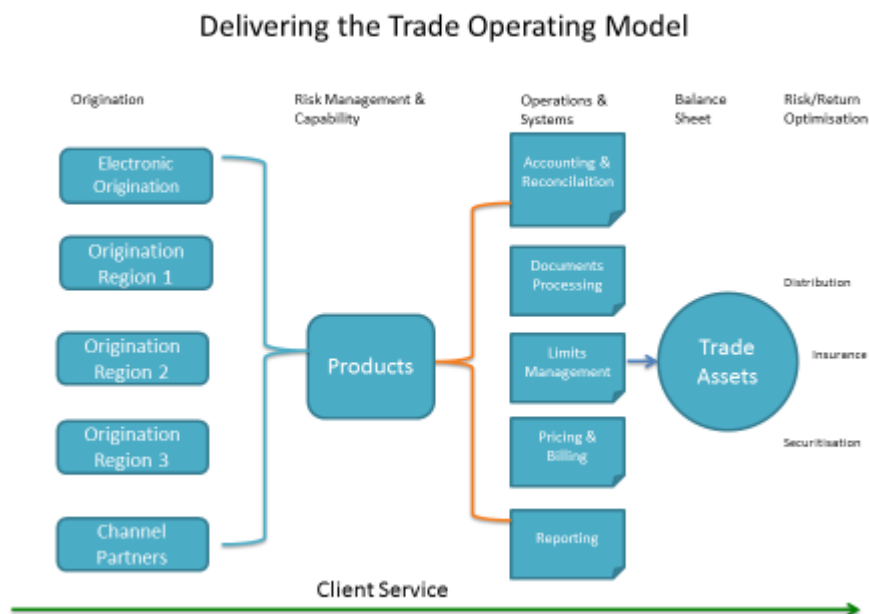 Delivering the Trade Operating Model
Origination
Risk Management &
Capability
Operations &
Systems
Balance
Sheet
Risk/Return
Optimisation
Electronic
Origination
Origination
Region 1
Origination
Region 2
Origination
Region 3
Channel
Partners
Products
Accounting &
Reconcilaition
Documents
Processing
Limits
Management
Pricing &
Billing
Reporting
Trade
Assets
Distribution
Insurance
Securitisation
Client Service